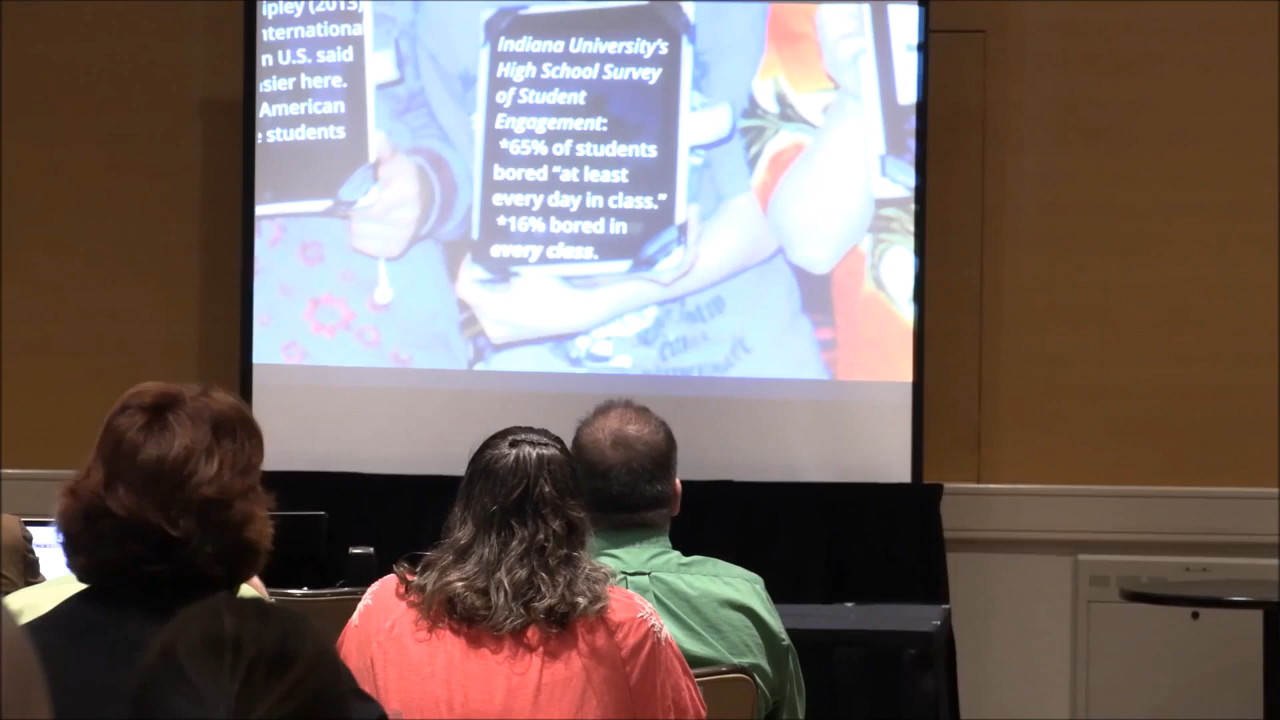 ipley (2013)
nternationa
n U.S. said
sier here.
American
students
Indiana University's
High School Survey
of Student
Engagement:
*65% of students
bored "at least
every day in class."
*16% bored in
every class.